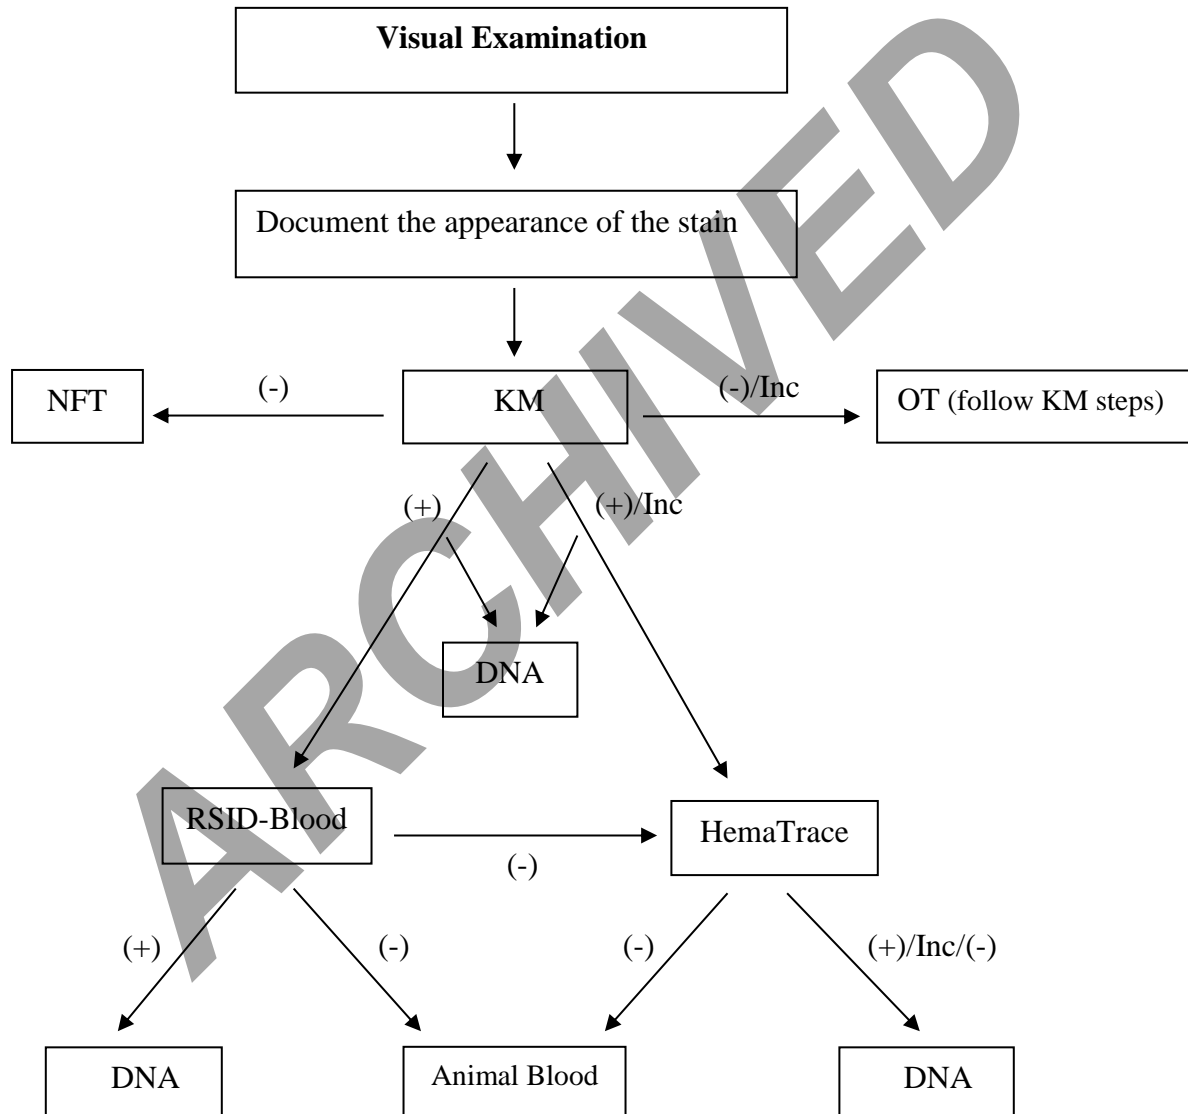 Visual Examination
Document the appearance of the stain
NFT
(-)
KM
(-)/Inc
OT (follow KM steps)
(+)
(+)/Inc
DNA
RSID-Blood
(-)
HemaTrace
(+)
(-)
(-)
(+)/Inc/(-)
DNA
Animal Blood
DNA
ARCHIVED